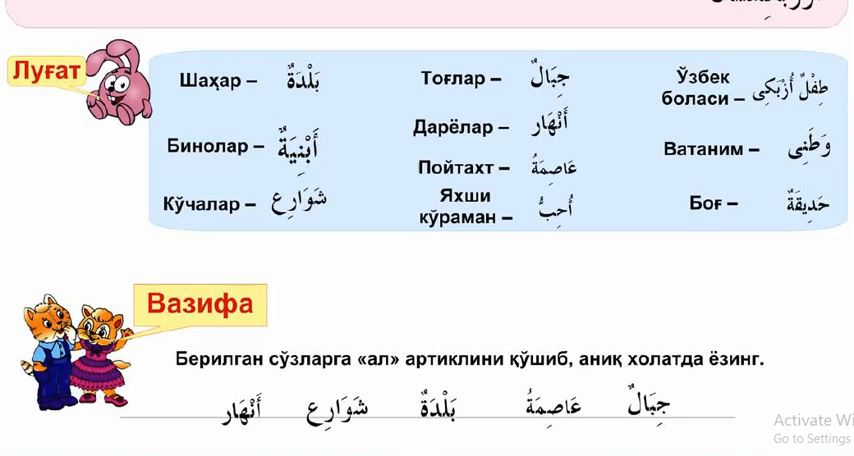 Луғат
طِفْلٌ أُزْبَكِى – Ўзбек боласи
وَطَنِى – Ватаним
حَدِيقَةٌ – Боғ
جِبَالٌ – Тоғлар
أَنْهَار – Дарёлар
عَاصِمَةُ – Пойтахт
أُحِبُّ – Яхши кўраман
بَلْدَةٌ – Шаҳар
أَبْنِيَةٌ – Бинолар
شَوَارِع – Кўчалар
Вазифа
Берилган сўзларга «ал» артиклини қўшиб, аниқ холатда ёзинг.
جِبَالٌ عَاصِمَةُ بَلْدَةٌ شَوَارِع أَنْهَار
Activate Wi
Go to Settings